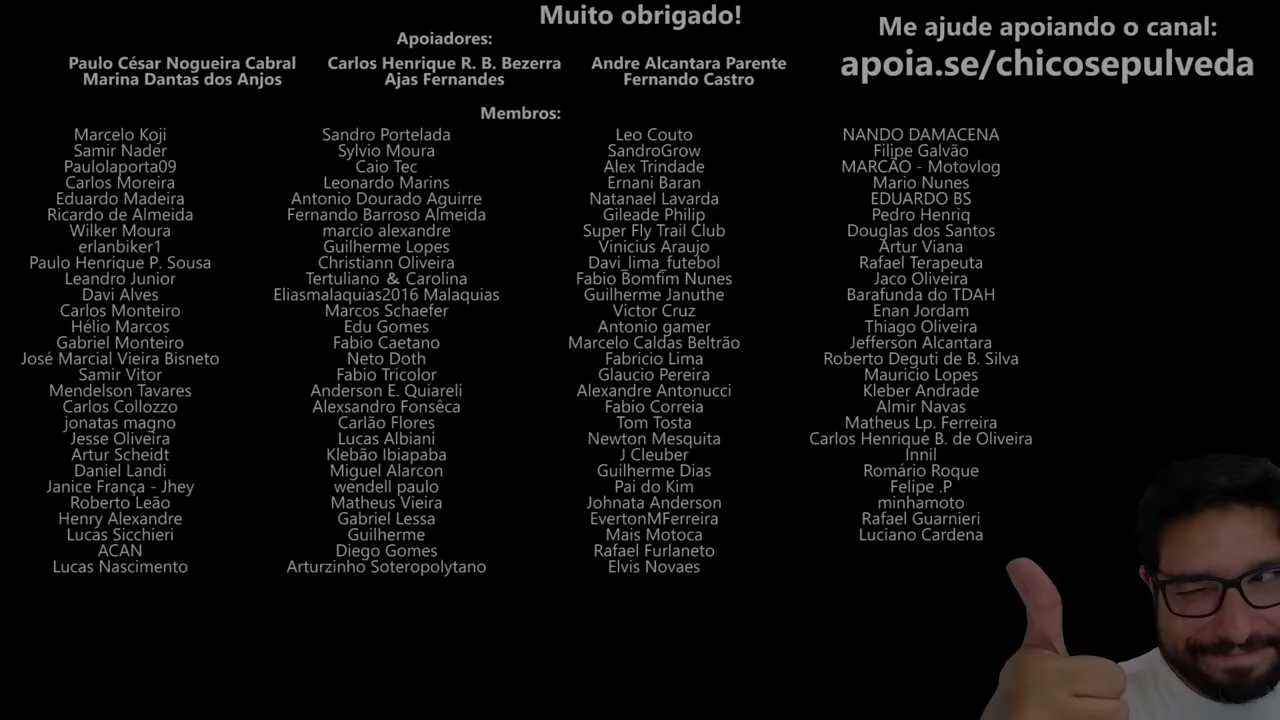 Muito obrigado!
Me ajude apoiando o canal:
apoia.se/chicosepulveda
Apoiadores:
Paulo César Nogueira Cabral
Marina Dantas dos Anjos
Carlos Henrique R. B. Bezerra
Ajas Fernandes
Andre Alcantara Parente
Fernando Castro
Membros:
Marcelo Koji
Samir Nader
Paulolaporta09
Carlos Moreira
Eduardo Madeira
Ricardo de Almeida
Wilker Moura
erlanbiker1
Paulo Henrique P. Sousa
Leandro Junior
Davi Alves
Carlos Monteiro
Hélio Marcos
Gabriel Monteiro
José Marcial Vieira Bisneto
Samir Vitor
Mendelson Tavares
Carlos Collozzo
jonatas magno
Jesse Oliveira
Artur Scheidt
Daniel Landi
Janice França - Jhey
Roberto Leão
Henry Alexandre
Lucas Sicchieri
ACAN
Lucas Nascimento
Sandro Portelada
Sylvio Moura
Caio Tec
Leonardo Marins
Antonio Dourado Aguirre
Fernando Barroso Almeida
marcio alexandre
Guilherme Lopes
Christiann Oliveira
Tertuliano & Carolina
Eliasmalaquias2016 Malaquias
Marcos Schaefer
Edu Gomes
Fabio Caetano
Neto Doth
Fabio Tricolor
Anderson E. Quiareli
Alexsandro Fonsêca
Carlão Flores
Lucas Albiani
Klebão Ibiapaba
Miguel Alarcon
wendell paulo
Matheus Vieira
Gabriel Lessa
Guilherme
Diego Gomes
Arturzinho Soteropolytano
Leo Couto
SandroGrow
Alex Trindade
Ernani Baran
Natanael Lavarda
Gileade Philip
Super Fly Trail Club
Vinicius Araujo
Davi_lima_futebol
Fabio Bomfim Nunes
Guilherme Januthe
Victor Cruz
Antonio gamer
Marcelo Caldas Beltrão
Fabricio Lima
Glaucio Pereira
Alexandre Antonucci
Fabio Correia
Tom Tosta
Newton Mesquita
J Cleuber
Guilherme Dias
Pai do Kim
Johnata Anderson
EvertonMFerreira
Mais Motoca
Rafael Furlaneto
Elvis Novaes
NANDO DAMACENA
Filipe Galvão
MARCÃO - Motovlog
Mario Nunes
EDUARDO BS
Pedro Henriq
Douglas dos Santos
Artur Viana
Rafael Terapeuta
Jaco Oliveira
Barafunda do TDAH
Enan Jordam
Thiago Oliveira
Jefferson Alcantara
Roberto Deguti de B. Silva
Mauricio Lopes
Kleber Andrade
Almir Navas
Matheus Lp. Ferreira
Carlos Henrique B. de Oliveira
Innil
Romário Roque
Felipe .P
minhamoto
Rafael Guarnieri
Luciano Cardena